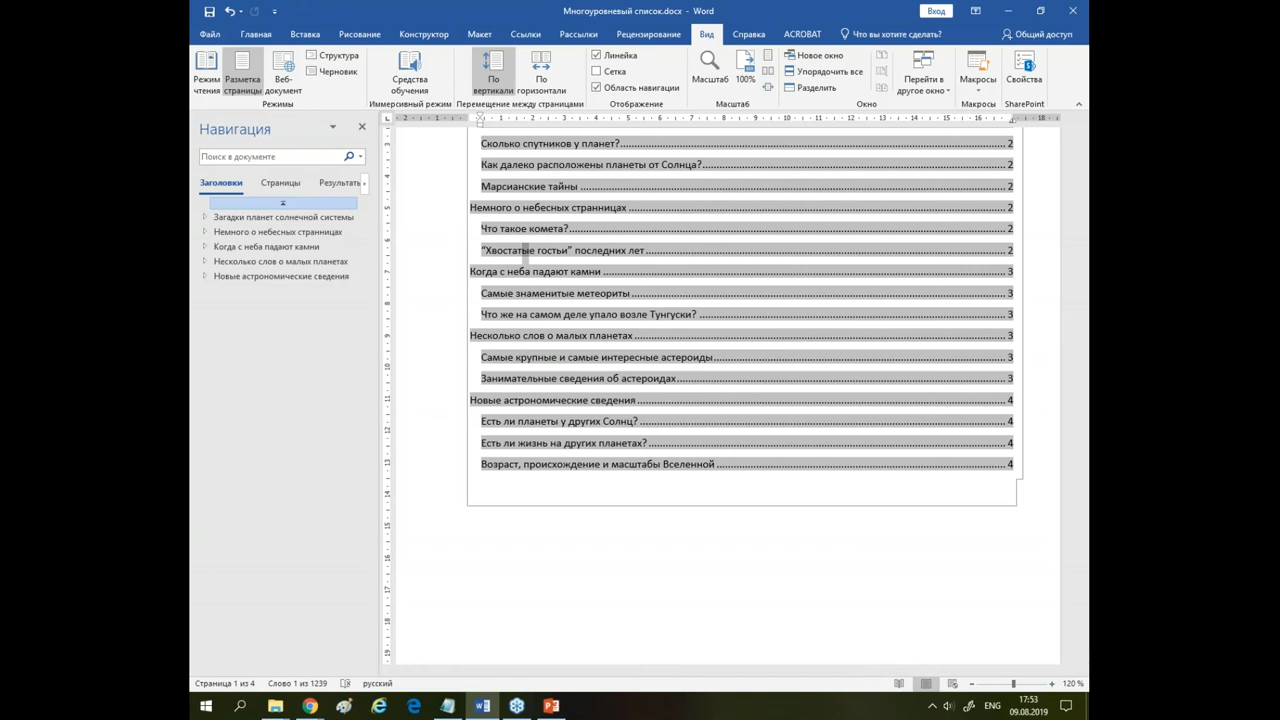 Многоуровневый список.docx - Word
Вход
Файл Главная Вставка Рисование Конструктор Макет Ссылки Рассылки Рецензирование Вид Справка ACROBAT Что вы хотите сделать? Общий доступ
Режим чтения
Разметка страницы
Веб-документ
Структура
Черновик
Режимы
Средства обучения
Иммерсивный режим
По вертикали
По горизонтали
Перемещение между страницами
Линейка
Сетка
Область навигации
Отображение
Масштаб
100%
Масштаб
Новое окно
Упорядочить все
Разделить
Перейти в другое окно
Окно
Макросы
Макросы
Свойства
SharePoint
Навигация
Поиск в документе
Заголовки Страницы Результаты
Загадки планет солнечной системы
Немного о небесных странницах
Когда с неба падают камни
Несколько слов о малых планетах
Новые астрономические сведения
Сколько спутников у планет? 2
Как далеко расположены планеты от Солнца? 2
Марсианские тайны 2
Немного о небесных странницах 2
Что такое комета? 2
“Хвостатые гостьи” последних лет 2
Когда с неба падают камни 3
Самые знаменитые метеориты 3
Что же на самом деле упало возле Тунгуски? 3
Несколько слов о малых планетах 3
Самые крупные и самые интересные астероиды 3
Занимательные сведения об астероидах 3
Новые астрономические сведения 4
Есть ли планеты у других Солнц? 4
Есть ли жизнь на других планетах? 4
Возраст, происхождение и масштабы Вселенной 4
Страница 1 из 4 Слово 1 из 1239 русский 120 %
ENG
17:53
09.08.2019